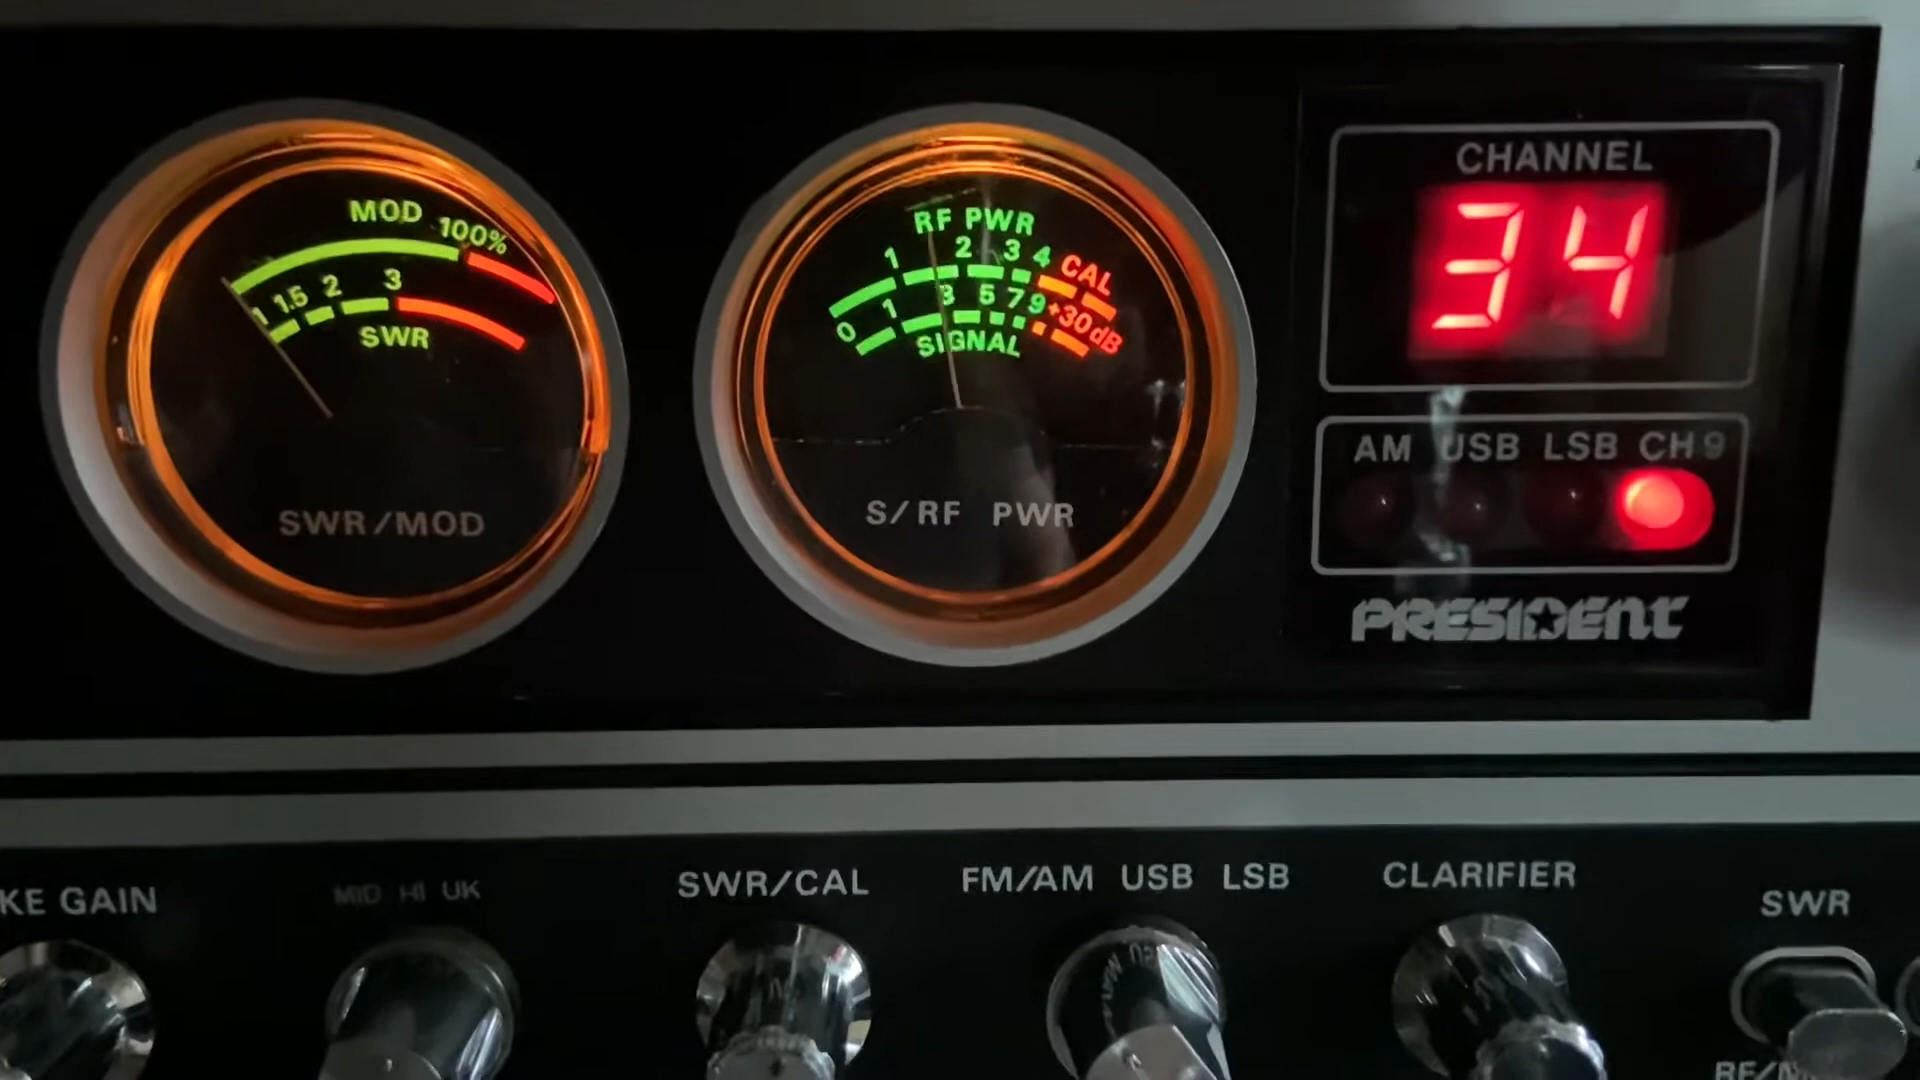 MOD 100%
1 1.5 2 3
SWR
SWR/MOD
RF PWR
1 2 3 4 CAL
0 1 3 5 7 9 +30dB
SIGNAL
S/RF PWR
CHANNEL
34
AM USB LSB CH9
PRESIDENT
KE GAIN
MID HI UK
SWR/CAL
FM/AM USB LSB
CLARIFIER
SWR